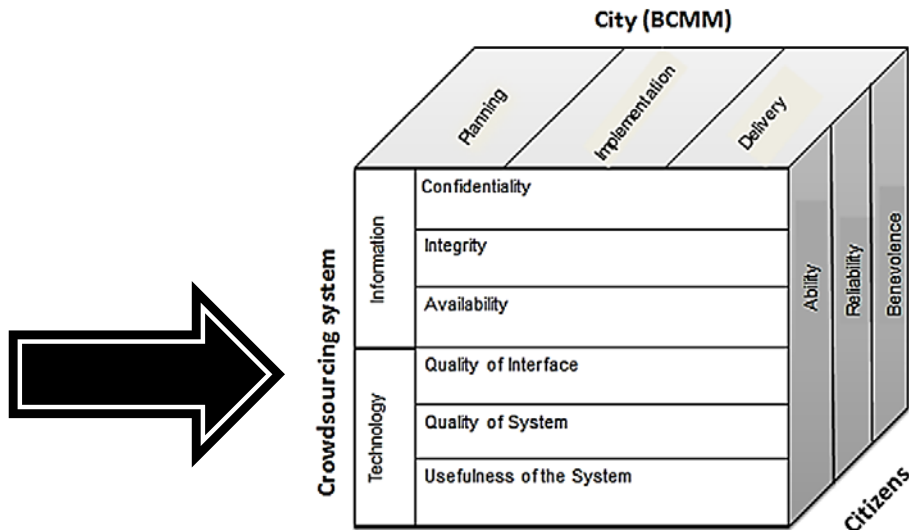 City (BCMM)
Planning
Implementation
Delivery
Crowdsourcing system
Information
Confidentiality
Integrity
Availability
Technology
Quality of Interface
Quality of System
Usefulness of the System
Ability
Reliability
Benevolence
Citizens